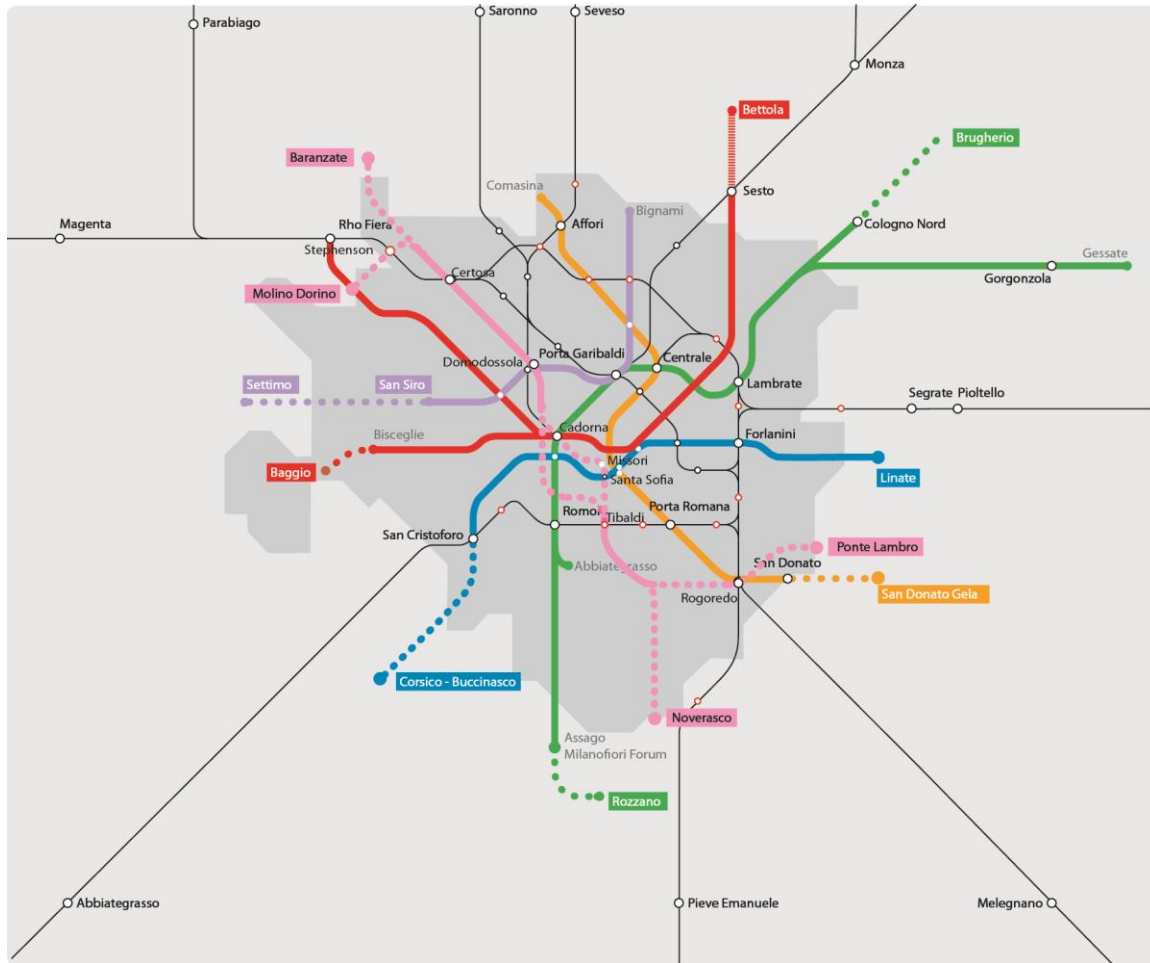 Parabiago
Saronno
Seveso
Monza
Bettola
Brugherio
Baranzate
Comasina
Bignami
Sesto
Magenta
Rho Fiera
Affori
Cologno Nord
Stephenson
Gessate
Certosa
Gorgonzola
Molino Dorino
Domodossola
Porta Garibaldi
Centrale
Settimo
San Siro
Lambrate
Segrate Pioltello
Bisceglie
Cadorna
Forlanini
Baggio
Missori
Santa Sofia
Linate
Porta Romana
Tibaldi
San Cristoforo
Ponte Lambro
Abbiategrasso
San Donato
Rogoredo
San Donato Gela
Corsico - Buccinasco
Noverasco
Assago
Milanofiori Forum
Rozzano
Abbiategrasso
Pieve Emanuele
Melegnano